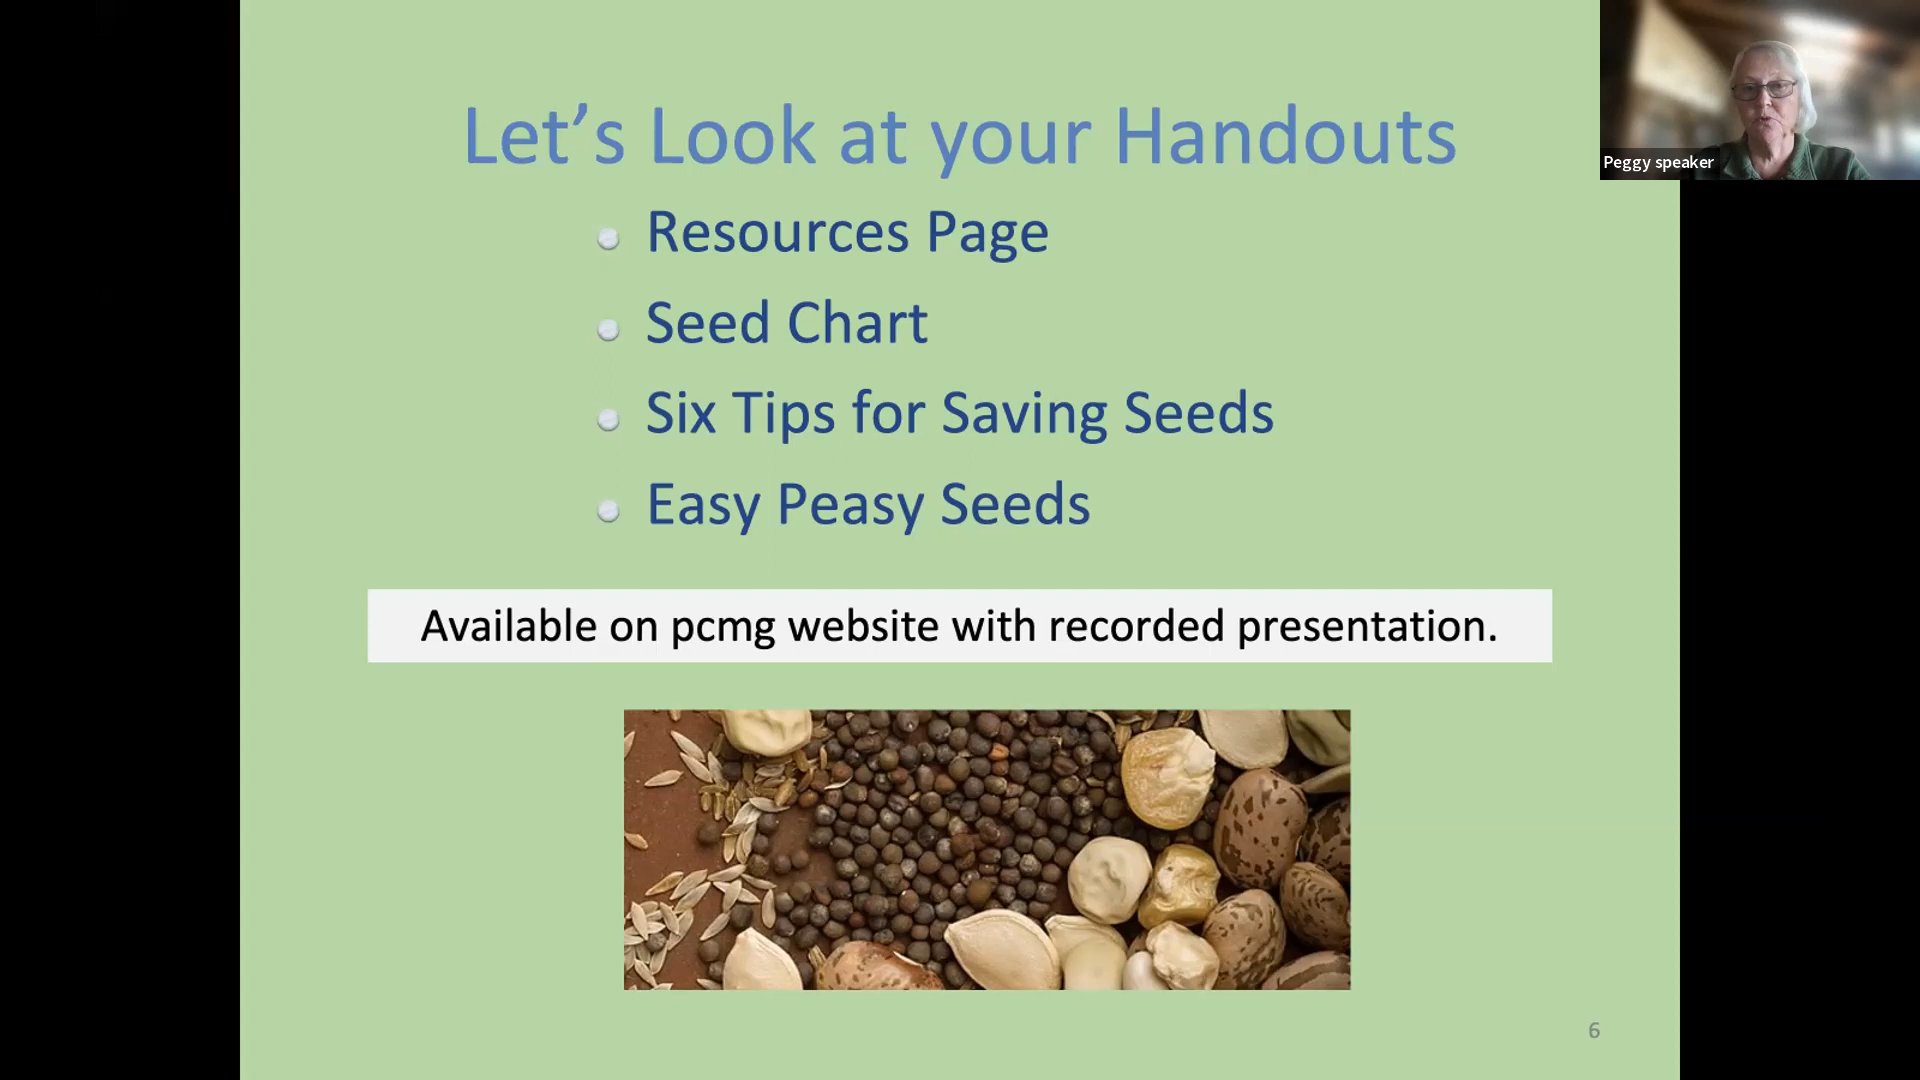 Let’s Look at your Handouts
Resources Page
Seed Chart
Six Tips for Saving Seeds
Easy Peasy Seeds
Available on pcmg website with recorded presentation.
Peggy speaker
6